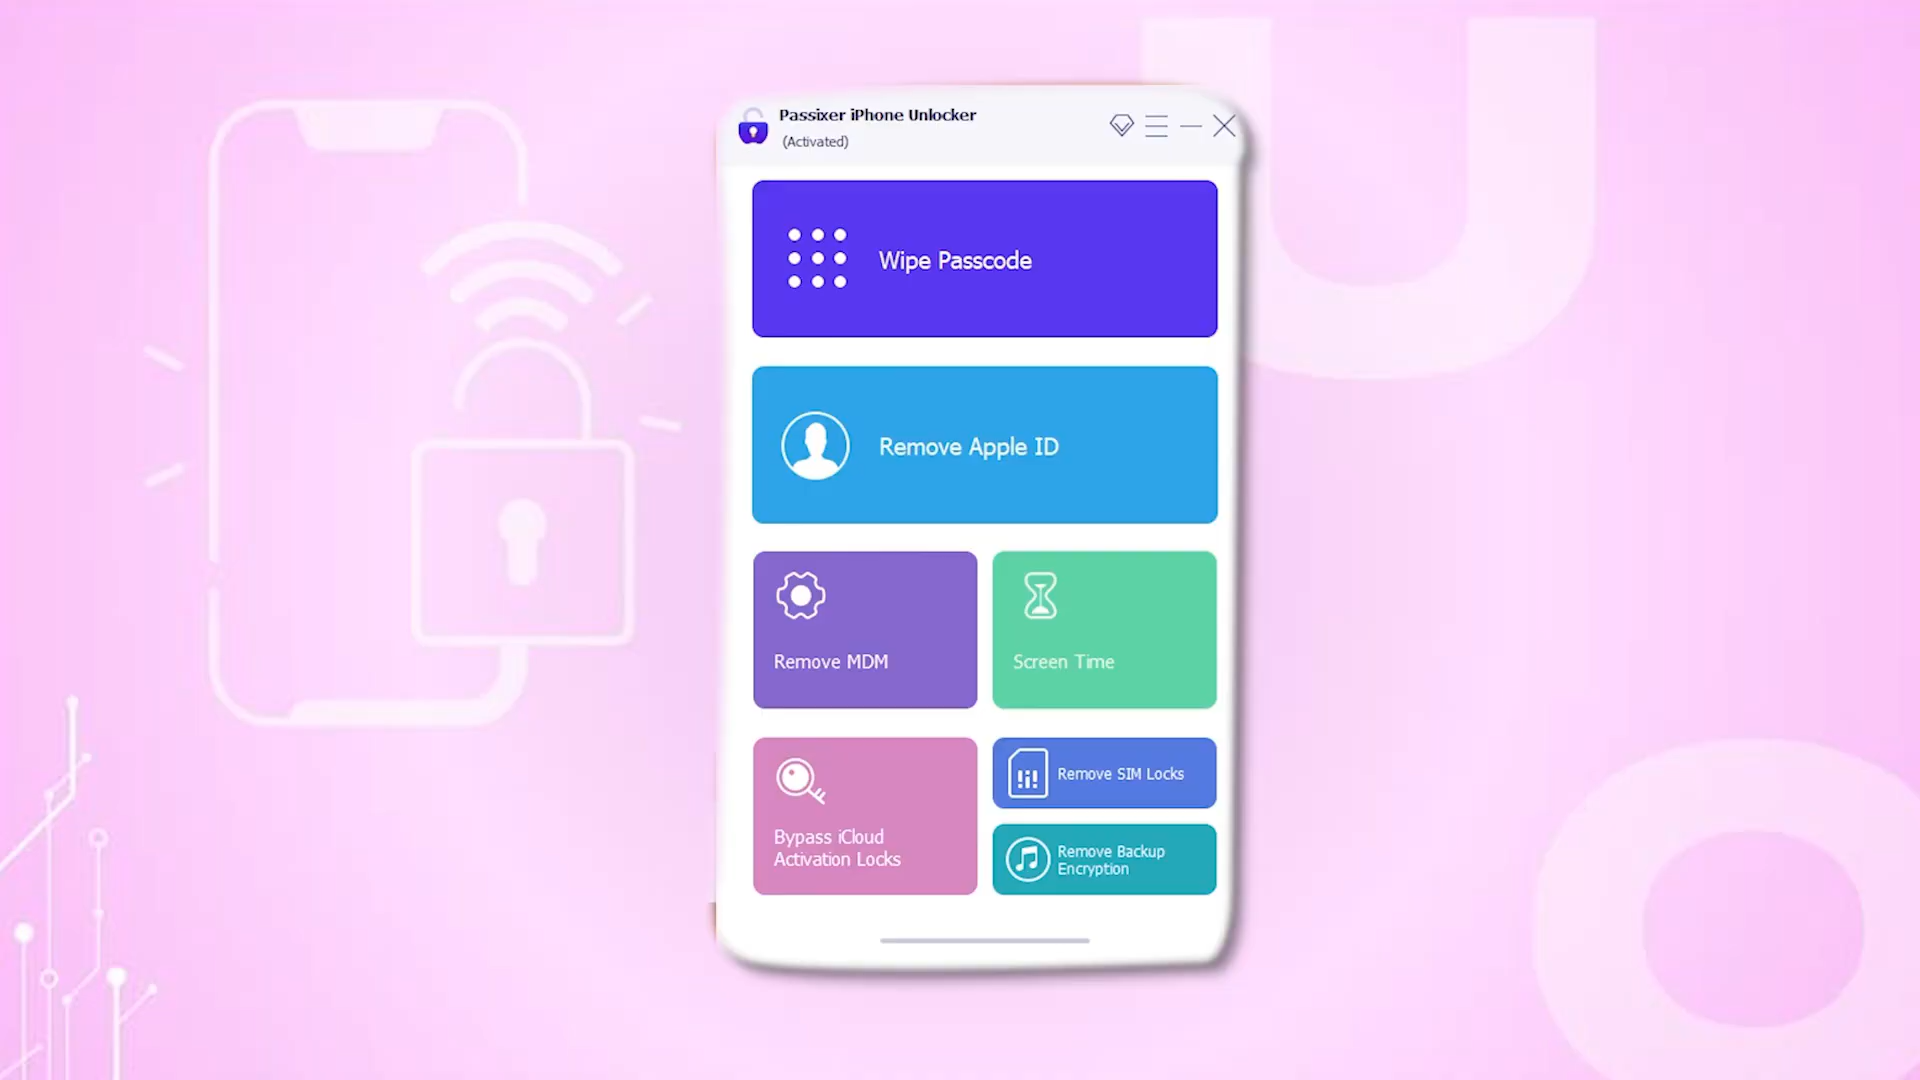 Passixer iPhone Unlocker
(Activated)
Wipe Passcode
Remove Apple ID
Remove MDM
Screen Time
Bypass iCloud
Activation Locks
Remove SIM Locks
Remove Backup
Encryption